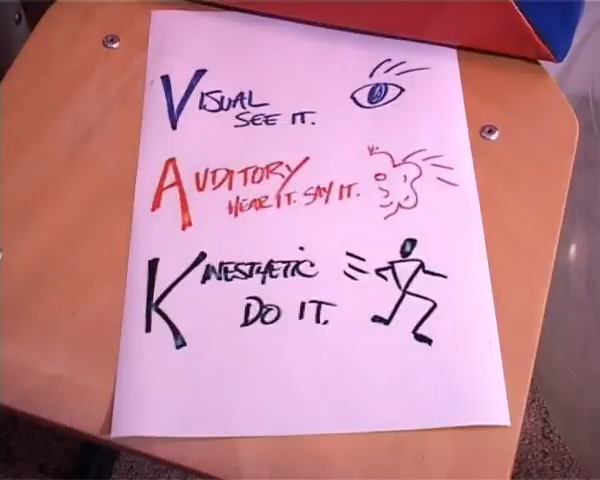 VISUAL
SEE IT.
AUDITORY
HEAR IT. SAY IT.
KINESTHETIC
DO IT.